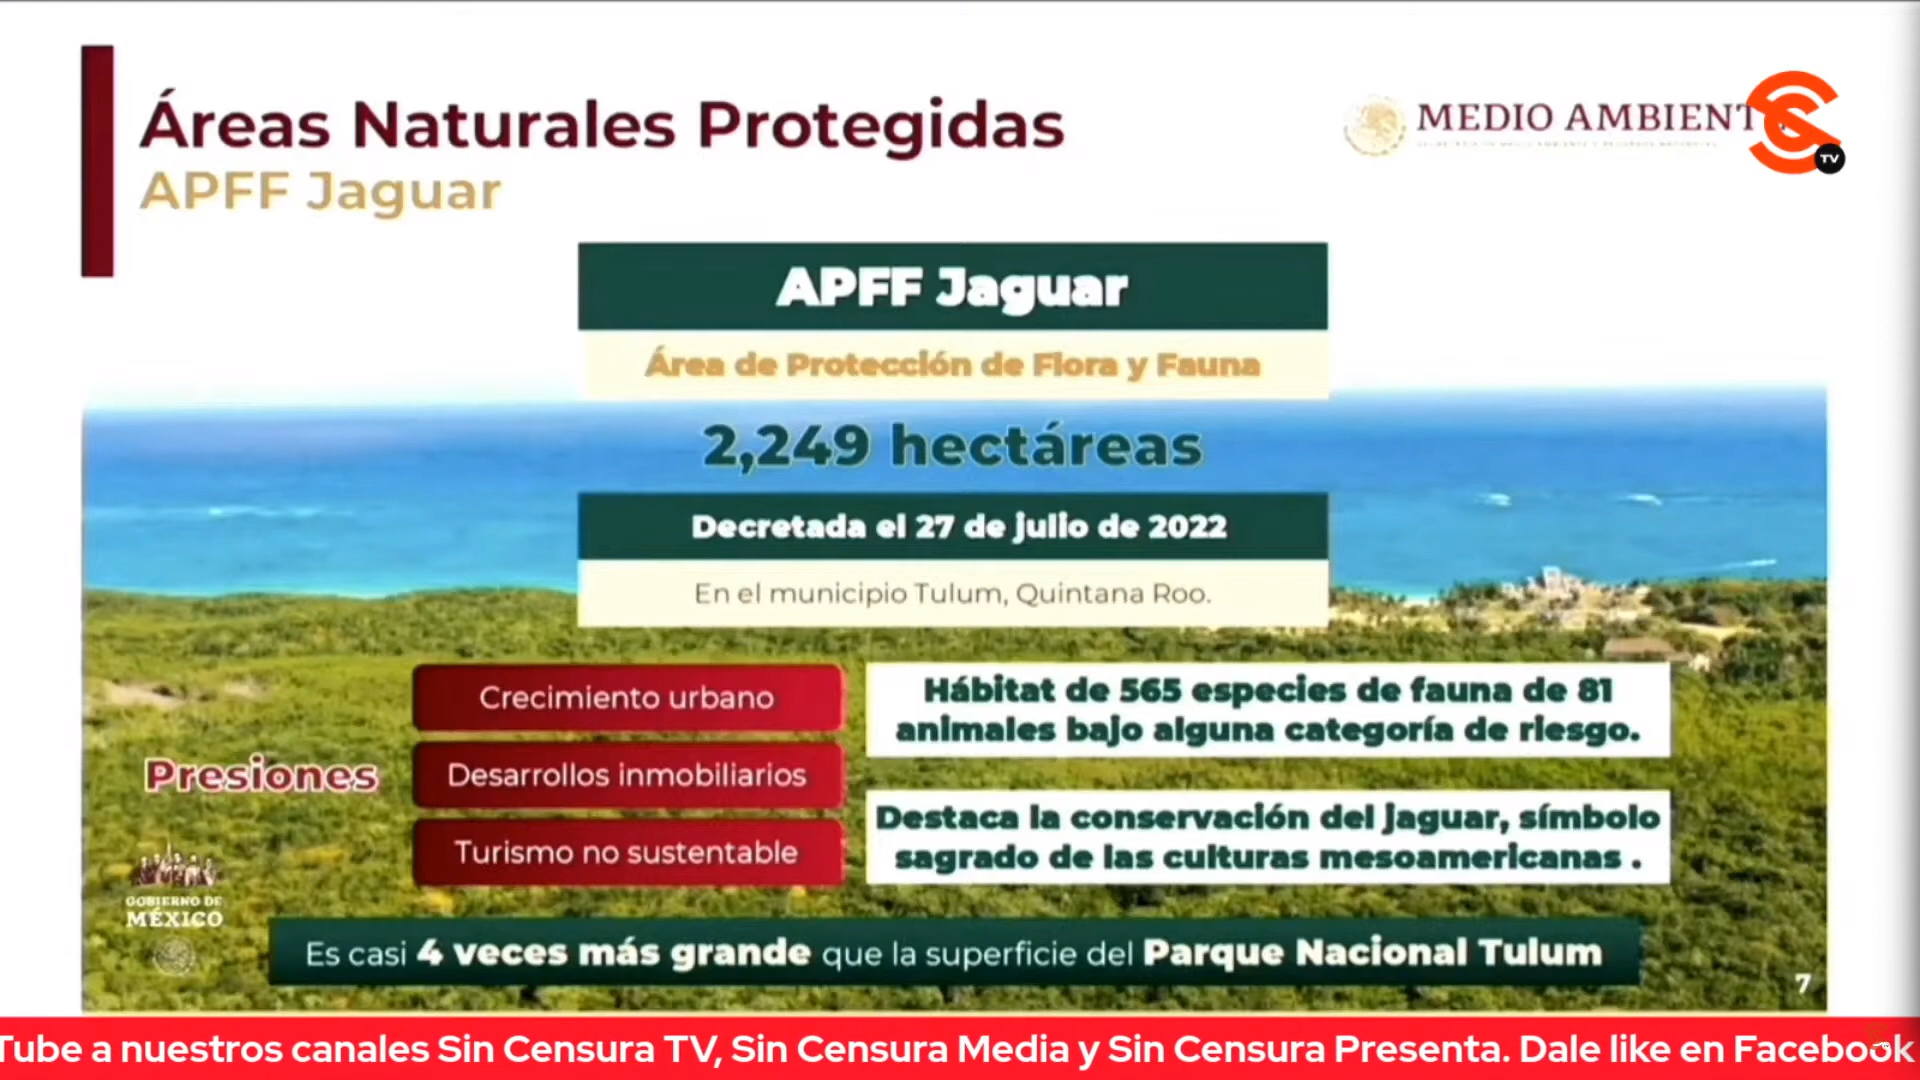 Áreas Naturales Protegidas
APFF Jaguar
MEDIO AMBIENT
TV
APFF Jaguar
Área de Protección de Flora y Fauna
2,249 hectáreas
Decretada el 27 de julio de 2022
En el municipio Tulum, Quintana Roo.
Presiones
Crecimiento urbano
Desarrollos inmobiliarios
Turismo no sustentable
Hábitat de 565 especies de fauna de 81
animales bajo alguna categoría de riesgo.
Destaca la conservación del jaguar, símbolo
sagrado de las culturas mesoamericanas .
GOBIERNO DE
MÉXICO
Es casi 4 veces más grande que la superficie del Parque Nacional Tulum
7
Tube a nuestros canales Sin Censura TV, Sin Censura Media y Sin Censura Presenta. Dale like en Facebook